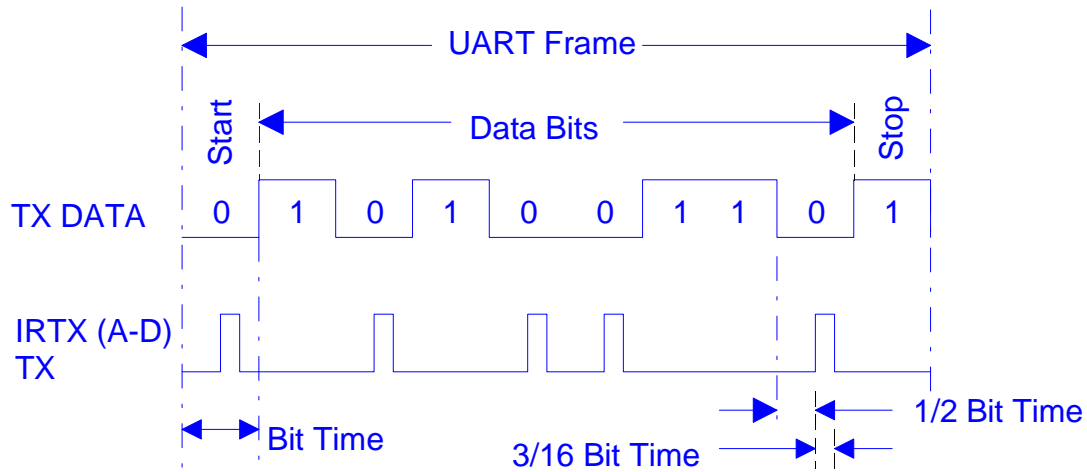 UART Frame
Start
Data Bits
Stop
TX DATA
0 1 0 1 0 0 1 1 0 1
IRTX (A-D)
TX
Bit Time
1/2 Bit Time
3/16 Bit Time